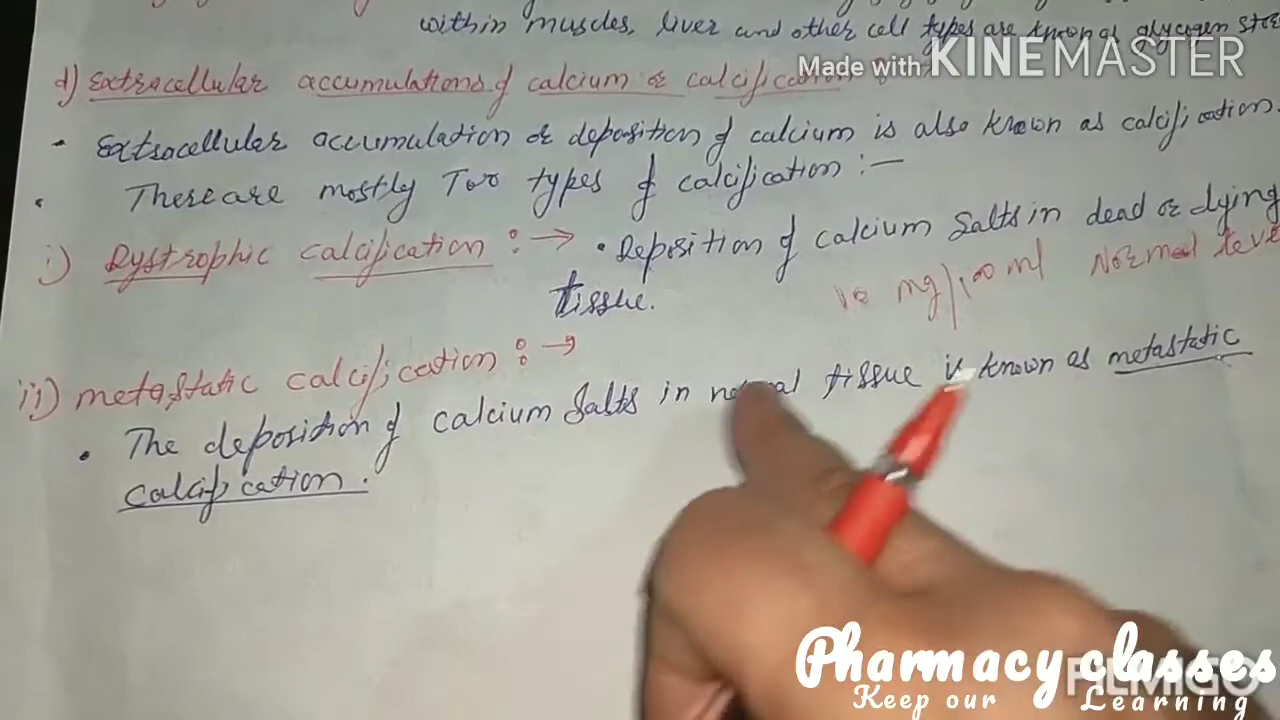 within muscles, liver and other cell types are known as glycogen
Made with KINEMASTER
d) Extracellular accumulations of calcium or calcification
• Extracellular accumulation or deposition of calcium is also known as calcification.
• There are mostly Two types of calcification :-
i) Dystrophic calcification :→ • Deposition of calcium Salts in dead or dying
tissue.
10 mg/100 ml Normal
ii) metastatic calcification :→
• The deposition of calcium Salts in tissue is known as metastatic
calcification.
Pharmacy classes
FILMIGO
Keep our Learning